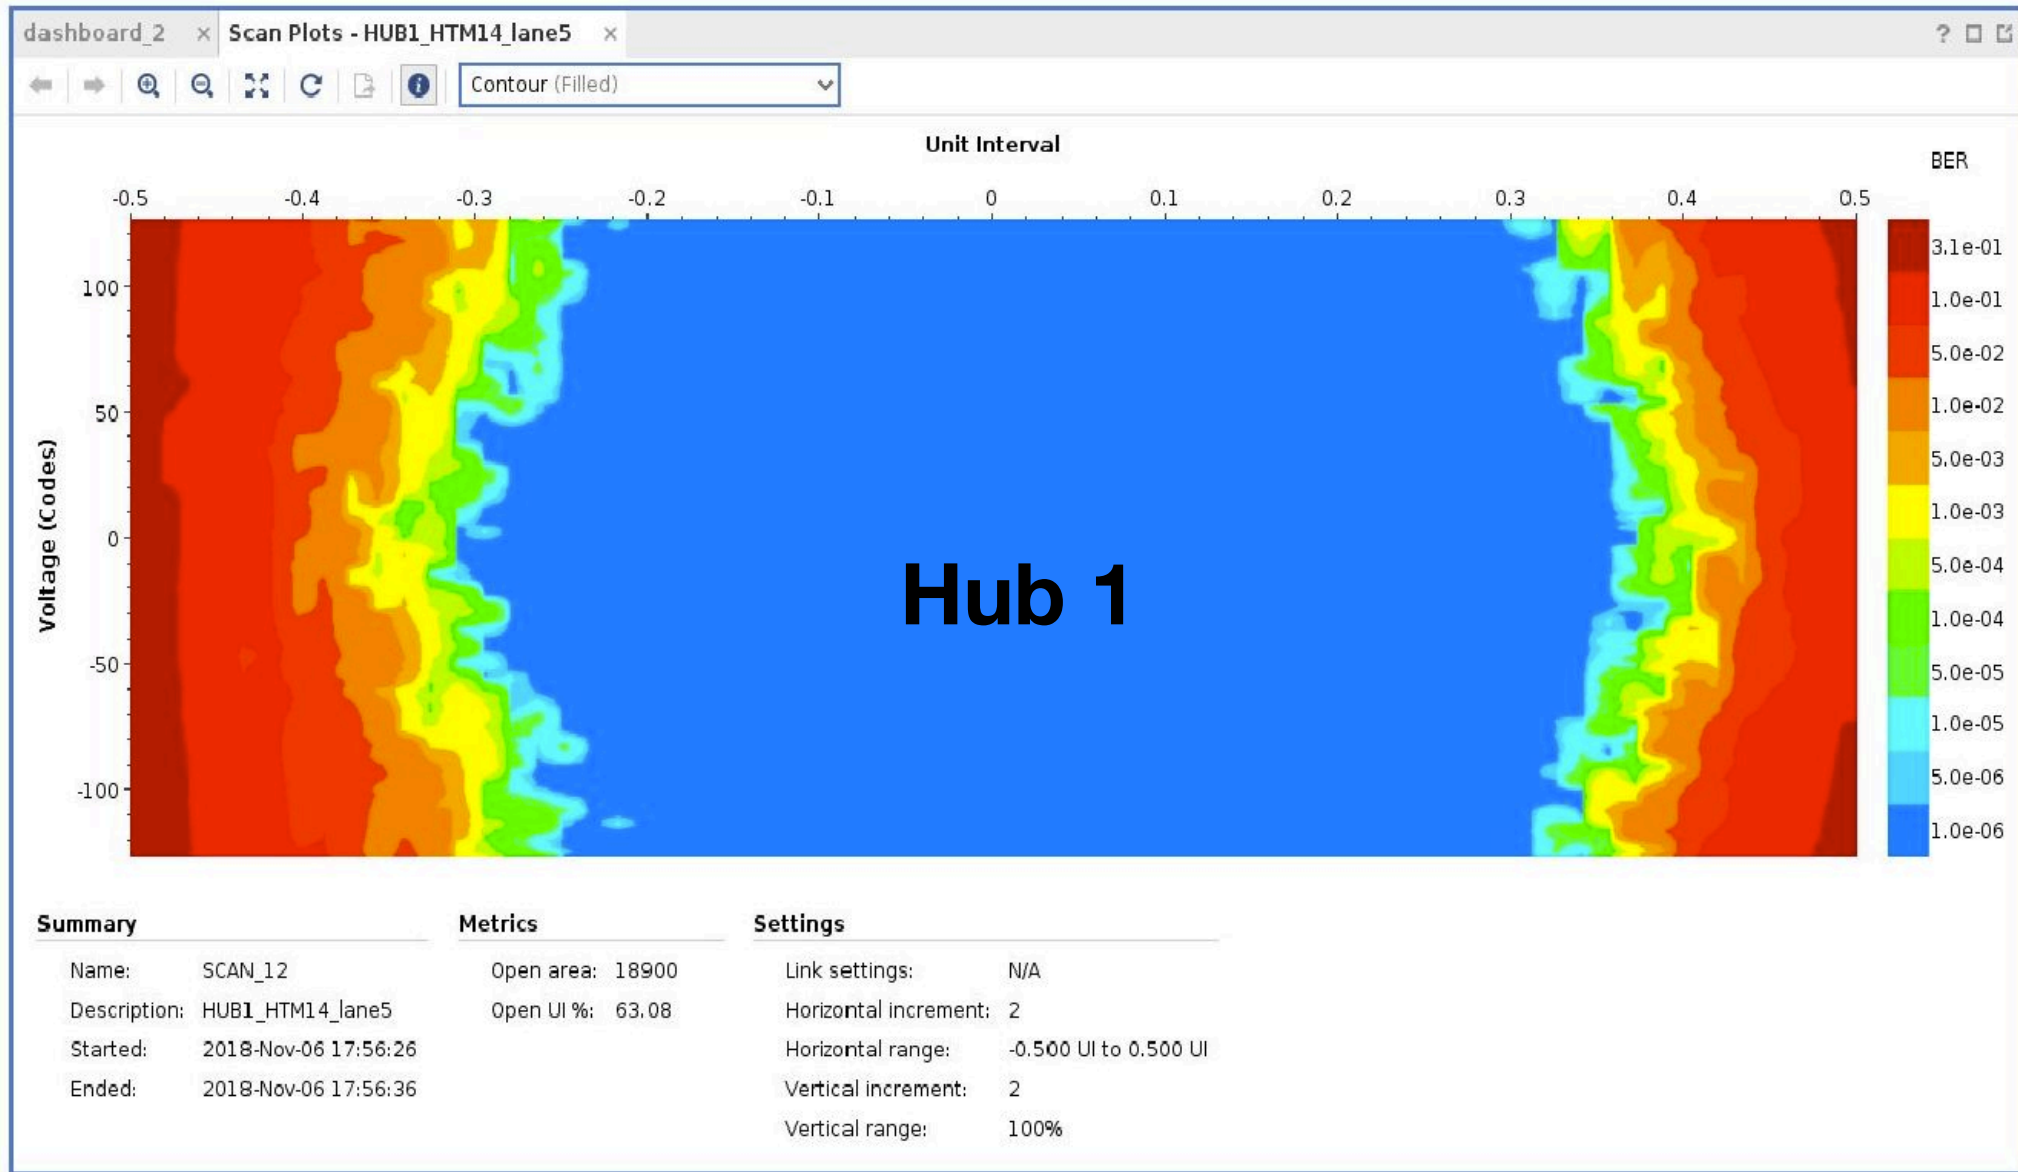 dashboard_2 × Scan Plots - HUB1_HTM14_lane5 × ?
Contour (Filled)
Unit Interval
BER
-0.5 -0.4 -0.3 -0.2 -0.1 0 0.1 0.2 0.3 0.4 0.5
3.1e-01
100
1.0e-01
5.0e-02
50
1.0e-02
5.0e-03
Voltage (Codes)
1.0e-03
0
5.0e-04
Hub 1
1.0e-04
-50
5.0e-05
1.0e-05
5.0e-06
-100
1.0e-06
Summary
Name: SCAN_12
Description: HUB1_HTM14_lane5
Started: 2018-Nov-06 17:56:26
Ended: 2018-Nov-06 17:56:36
Metrics
Open area: 18900
Open UI %: 63.08
Settings
Link settings: N/A
Horizontal increment: 2
Horizontal range: -0.500 UI to 0.500 UI
Vertical increment: 2
Vertical range: 100%